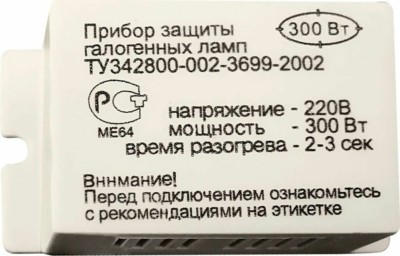 Прибор защиты 300 Вт
галогенных ламп
ТУ342800-002-3699-2002
РС
МЕ64
напряжение - 220В
мощность - 300 Вт
время разогрева - 2-3 сек
Вннмание!
Перед подключением ознакомьтесь
с рекомендациями на этикетке